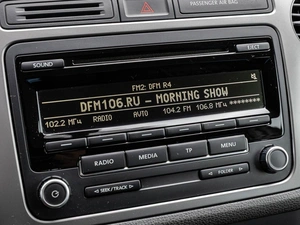 PASSENGER AIR BAG
SOUND
EJECT
FM2: DFM R4
DFM106.RU – MORNING SHOW
102.2 МГц RADIO АУТО 104.2 FM 106.8 МГц ********
RADIO MEDIA TP MENU
SEEK/TRACK
FOLDER